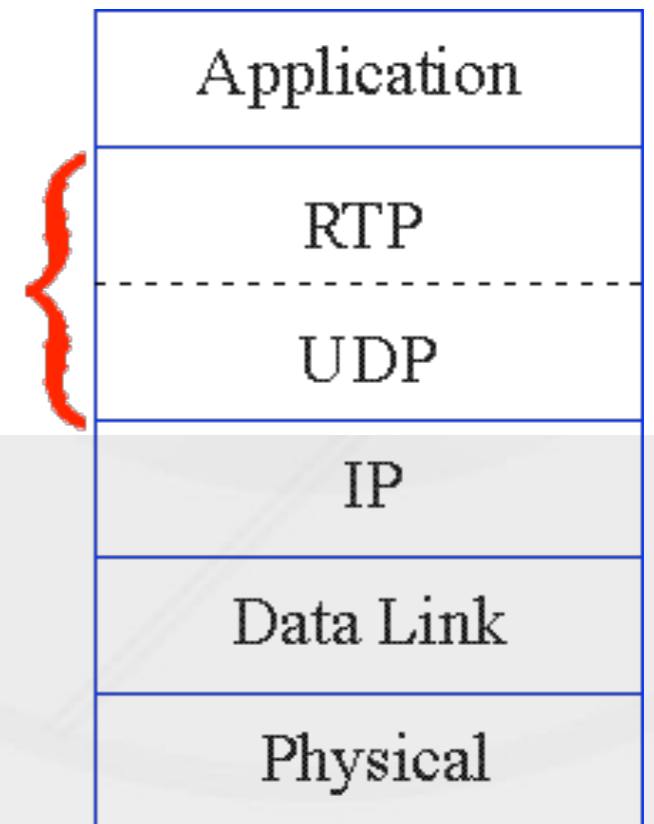 Application
RTP
UDP
IP
Data Link
Physical